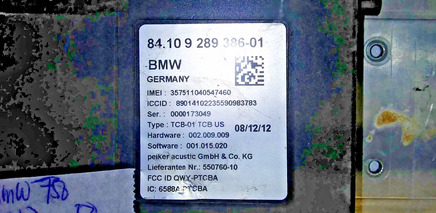 84.10 9 289 386-01
BMW
GERMANY
IMEI : 357511040547460
ICCID : 89014102235590983783
Ser. : 0000173049
Type : TCB-01 TCB US 08/12/12
Hardware : 002.009.009
Software : 001.015.020
peiker acustic GmbH & Co. KG
Lieferanten Nr.: 550760-10
FCC ID QWY-PTCBA
IC: 6588A-PTCBA
BMW 750